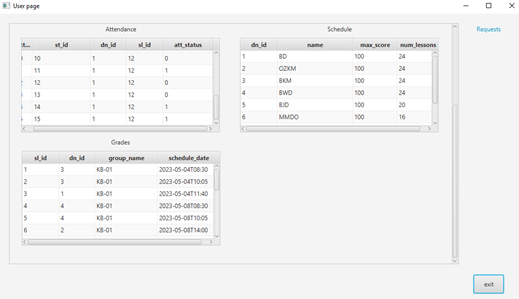 User page
Requests
Attendance
t... st_id dn_id sl_id att_status
10 1 12 0
11 1 12 1
12 1 12 0
13 1 12 0
14 1 12 1
15 1 12 1
Schedule
dn_id name max_score num_lessons
1 BD 100 24
2 OZKM 100 24
3 BKM 100 24
4 BWD 100 24
5 BJD 100 20
6 MMDO 100 16
Grades
sl_id dn_id group_name schedule_date
1 3 KB-01 2023-05-04T08:30
2 3 KB-01 2023-05-04T10:05
3 1 KB-01 2023-05-04T11:40
4 4 KB-01 2023-05-08T08:30
5 4 KB-01 2023-05-08T10:05
6 2 KB-01 2023-05-08T14:00
exit